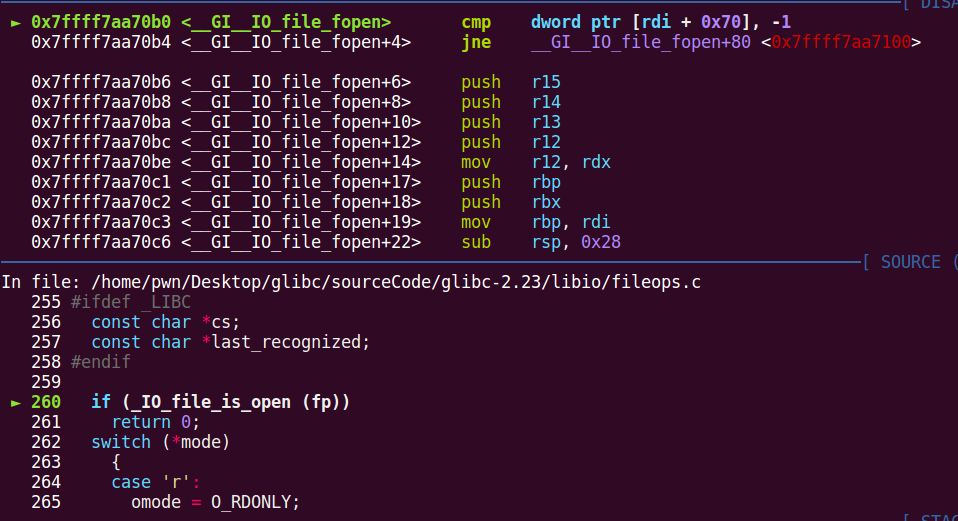 [ DISA
► 0x7ffff7aa70b0 <__GI__IO_file_fopen> cmp dword ptr [rdi + 0x70], -1
0x7ffff7aa70b4 <__GI__IO_file_fopen+4> jne __GI__IO_file_fopen+80 <0x7ffff7aa7100>
0x7ffff7aa70b6 <__GI__IO_file_fopen+6> push r15
0x7ffff7aa70b8 <__GI__IO_file_fopen+8> push r14
0x7ffff7aa70ba <__GI__IO_file_fopen+10> push r13
0x7ffff7aa70bc <__GI__IO_file_fopen+12> push r12
0x7ffff7aa70be <__GI__IO_file_fopen+14> mov r12, rdx
0x7ffff7aa70c1 <__GI__IO_file_fopen+17> push rbp
0x7ffff7aa70c2 <__GI__IO_file_fopen+18> push rbx
0x7ffff7aa70c3 <__GI__IO_file_fopen+19> mov rbp, rdi
0x7ffff7aa70c6 <__GI__IO_file_fopen+22> sub rsp, 0x28
[ SOURCE (
In file: /home/pwn/Desktop/glibc/sourceCode/glibc-2.23/libio/fileops.c
255 #ifdef _LIBC
256 const char *cs;
257 const char *last_recognized;
258 #endif
259
► 260 if (_IO_file_is_open (fp))
261 return 0;
262 switch (*mode)
263 {
264 case 'r':
265 omode = O_RDONLY;
[ STAC